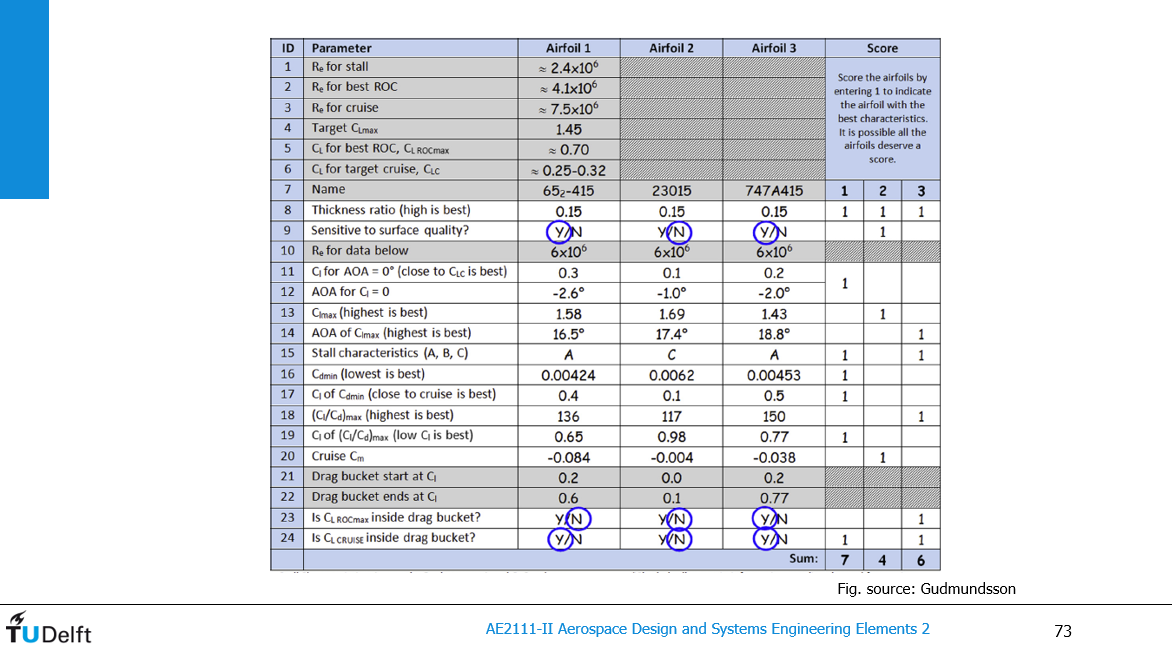 ID Parameter Airfoil 1 Airfoil 2 Airfoil 3 Score
1 Re for stall ≈ 2.4x10⁶
2 Re for best ROC ≈ 4.1x10⁶
3 Re for cruise ≈ 7.5x10⁶
4 Target CLmax 1.45
5 CL for best ROC, CL ROCmax ≈ 0.70
6 CL for target cruise, CLC ≈ 0.25-0.32
Score the airfoils by
entering 1 to indicate
the airfoil with the
best characteristics.
It is possible all the
airfoils deserve a
score.
7 Name 65₂-415 23015 747A415 1 2 3
8 Thickness ratio (high is best) 0.15 0.15 0.15 1 1 1
9 Sensitive to surface quality? Y/N Y/N Y/N 1
10 Re for data below 6x10⁶ 6x10⁶ 6x10⁶
11 Cl for AOA = 0° (close to CLC is best) 0.3 0.1 0.2 1
12 AOA for Cl = 0 -2.6° -1.0° -2.0°
13 Clmax (highest is best) 1.58 1.69 1.43 1
14 AOA of Clmax (highest is best) 16.5° 17.4° 18.8° 1
15 Stall characteristics (A, B, C) A C A 1 1
16 Cdmin (lowest is best) 0.00424 0.0062 0.00453 1
17 Cl of Cdmin (close to cruise is best) 0.4 0.1 0.5 1
18 (Cl/Cd)max (highest is best) 136 117 150 1
19 Cl of (Cl/Cd)max (low Cl is best) 0.65 0.98 0.77 1
20 Cruise Cm -0.084 -0.004 -0.038 1
21 Drag bucket start at Cl 0.2 0.0 0.2
22 Drag bucket ends at Cl 0.6 0.1 0.77
23 Is CL ROCmax inside drag bucket? Y/N Y/N Y/N 1
24 Is CL CRUISE inside drag bucket? Y/N Y/N Y/N 1 1
Sum: 7 4 6
Fig. source: Gudmundsson
TUDelft
AE2111-II Aerospace Design and Systems Engineering Elements 2
73